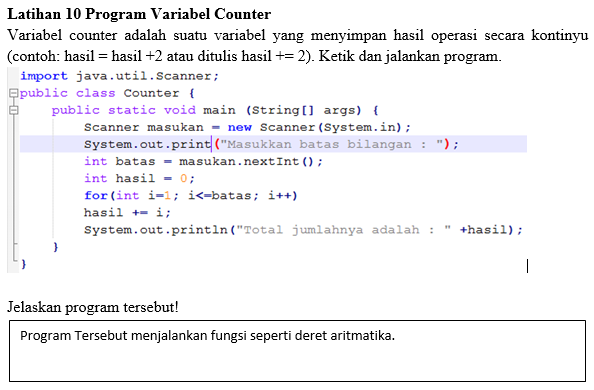 Latihan 10 Program Variabel Counter
Variabel counter adalah suatu variabel yang menyimpan hasil operasi secara kontinyu
(contoh: hasil = hasil +2 atau ditulis hasil += 2). Ketik dan jalankan program.
import java.util.Scanner;
public class Counter {
public static void main (String[] args) {
Scanner masukan = new Scanner(System.in);
System.out.print("Masukkan batas bilangan : ");
int batas = masukan.nextInt();
int hasil = 0;
for(int i=1; i<=batas; i++)
hasil += i;
System.out.println("Total jumlahnya adalah : " +hasil);
}
}
Jelaskan program tersebut!
Program Tersebut menjalankan fungsi seperti deret aritmatika.